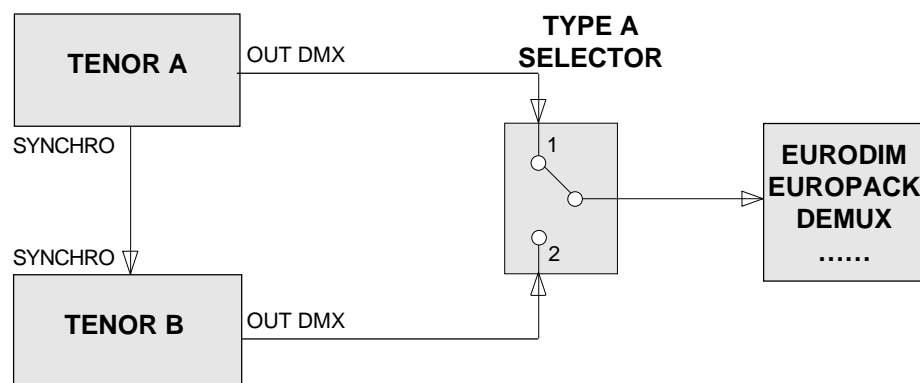 TENOR A
OUT DMX
TYPE A
SELECTOR
SYNCHRO
1
EURODIM
EUROPACK
DEMUX
......
2
SYNCHRO
TENOR B
OUT DMX